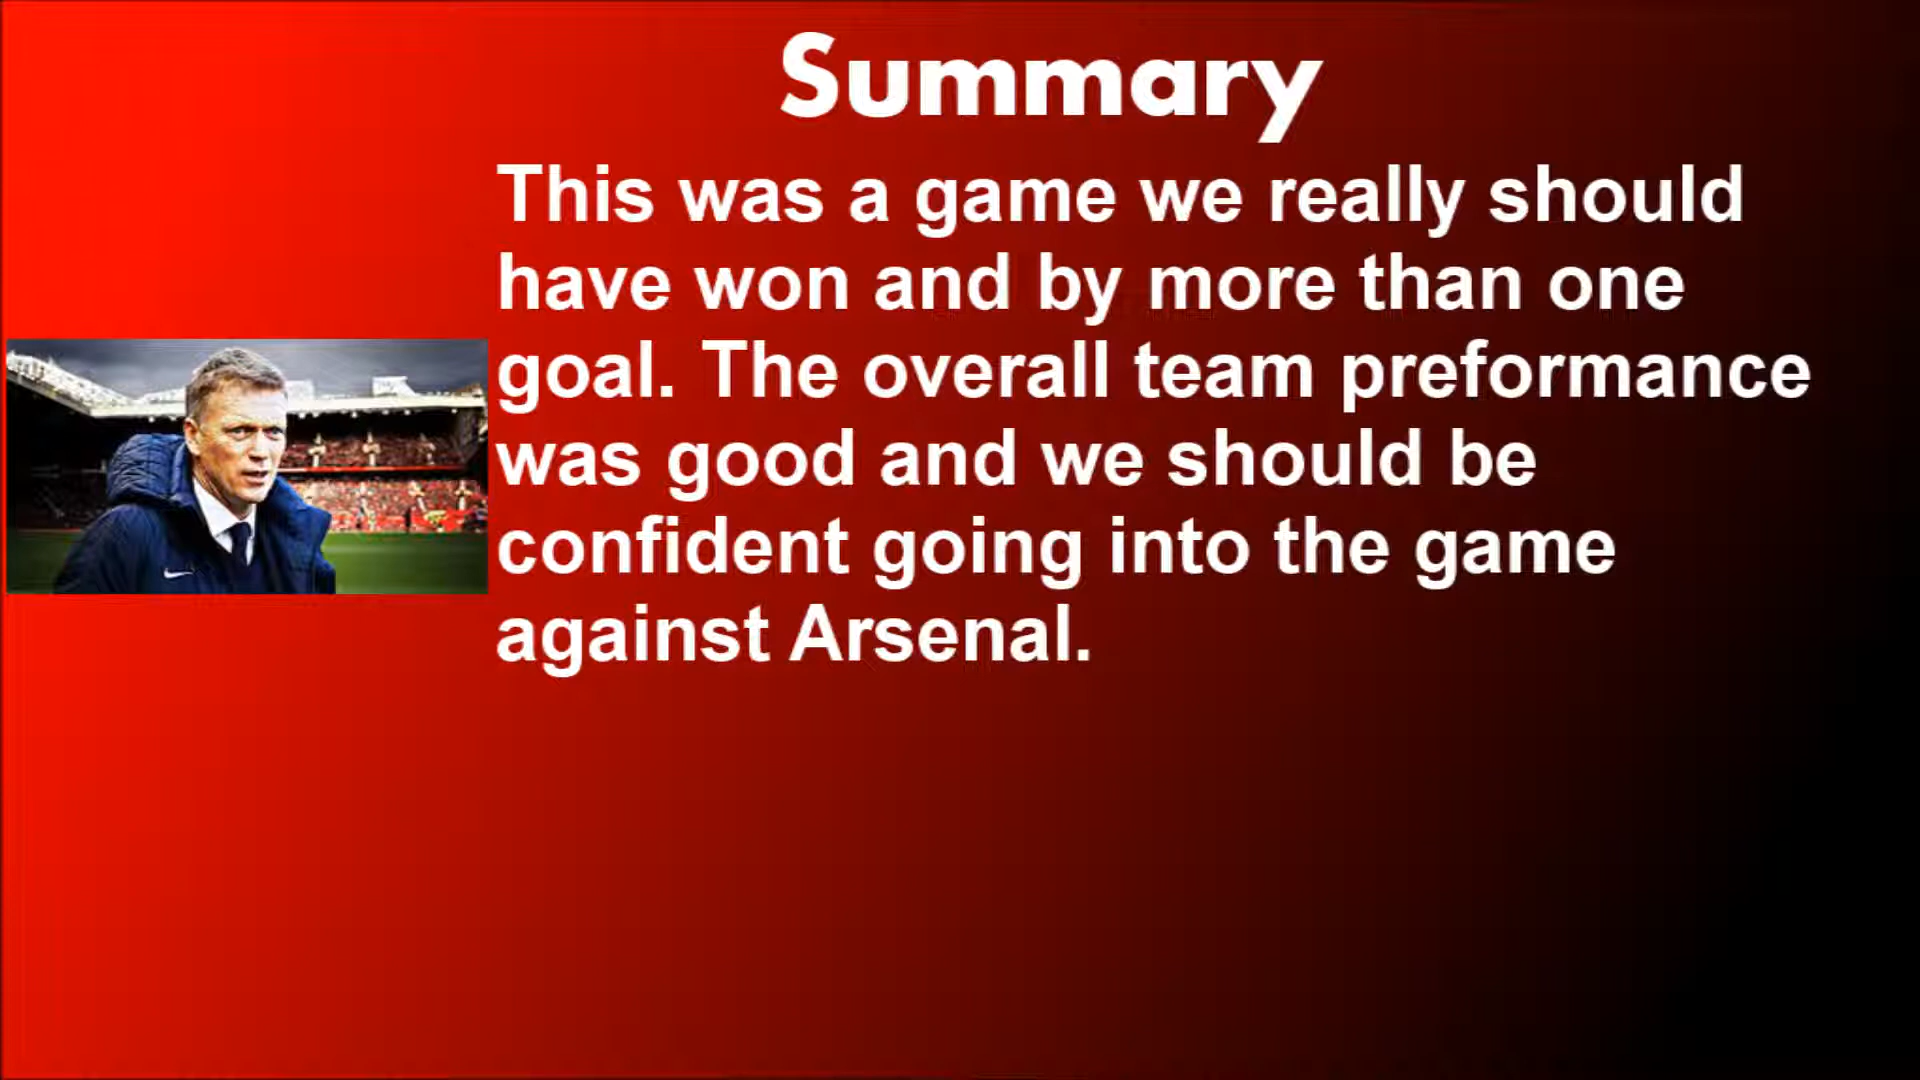 Summary
This was a game we really should
have won and by more than one
goal. The overall team preformance
was good and we should be
confident going into the game
against Arsenal.